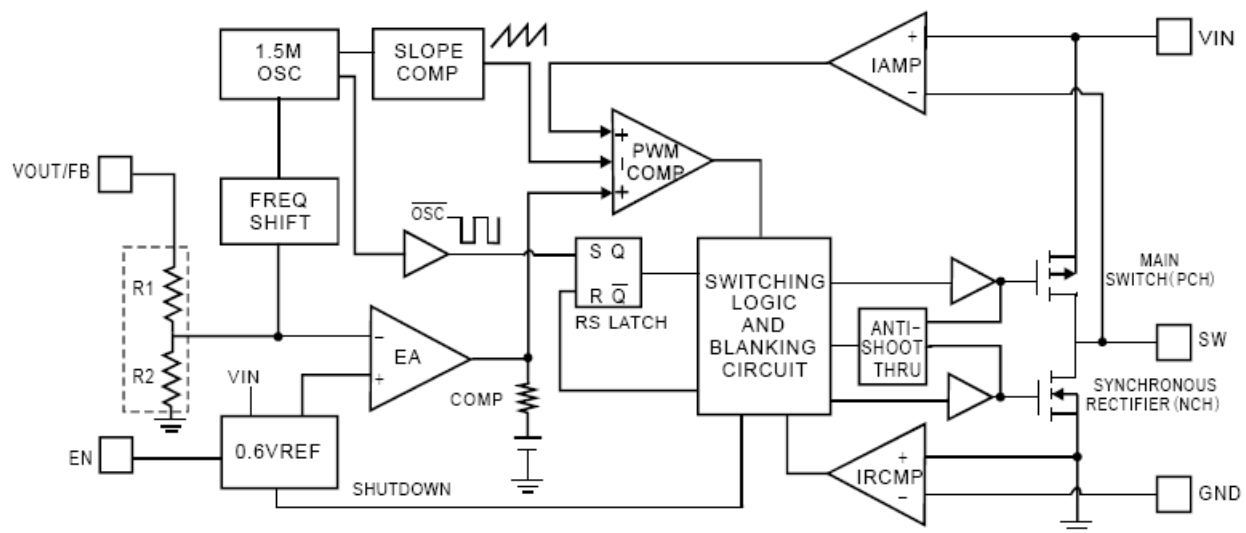 1.5M
OSC
SLOPE
COMP
+
IAMP
−
VIN
VOUT/FB
FREQ
SHIFT
+
PWM
COMP
+
OSC
S Q
R Q
RS LATCH
SWITCHING
LOGIC
AND
BLANKING
CIRCUIT
ANTI-
SHOOT
THRU
MAIN
SWITCH(PCH)
SW
SYNCHRONOUS
RECTIFIER(NCH)
R1
R2
−
EA
+
COMP
VIN
EN
0.6VREF
SHUTDOWN
+
IRCMP
−
GND